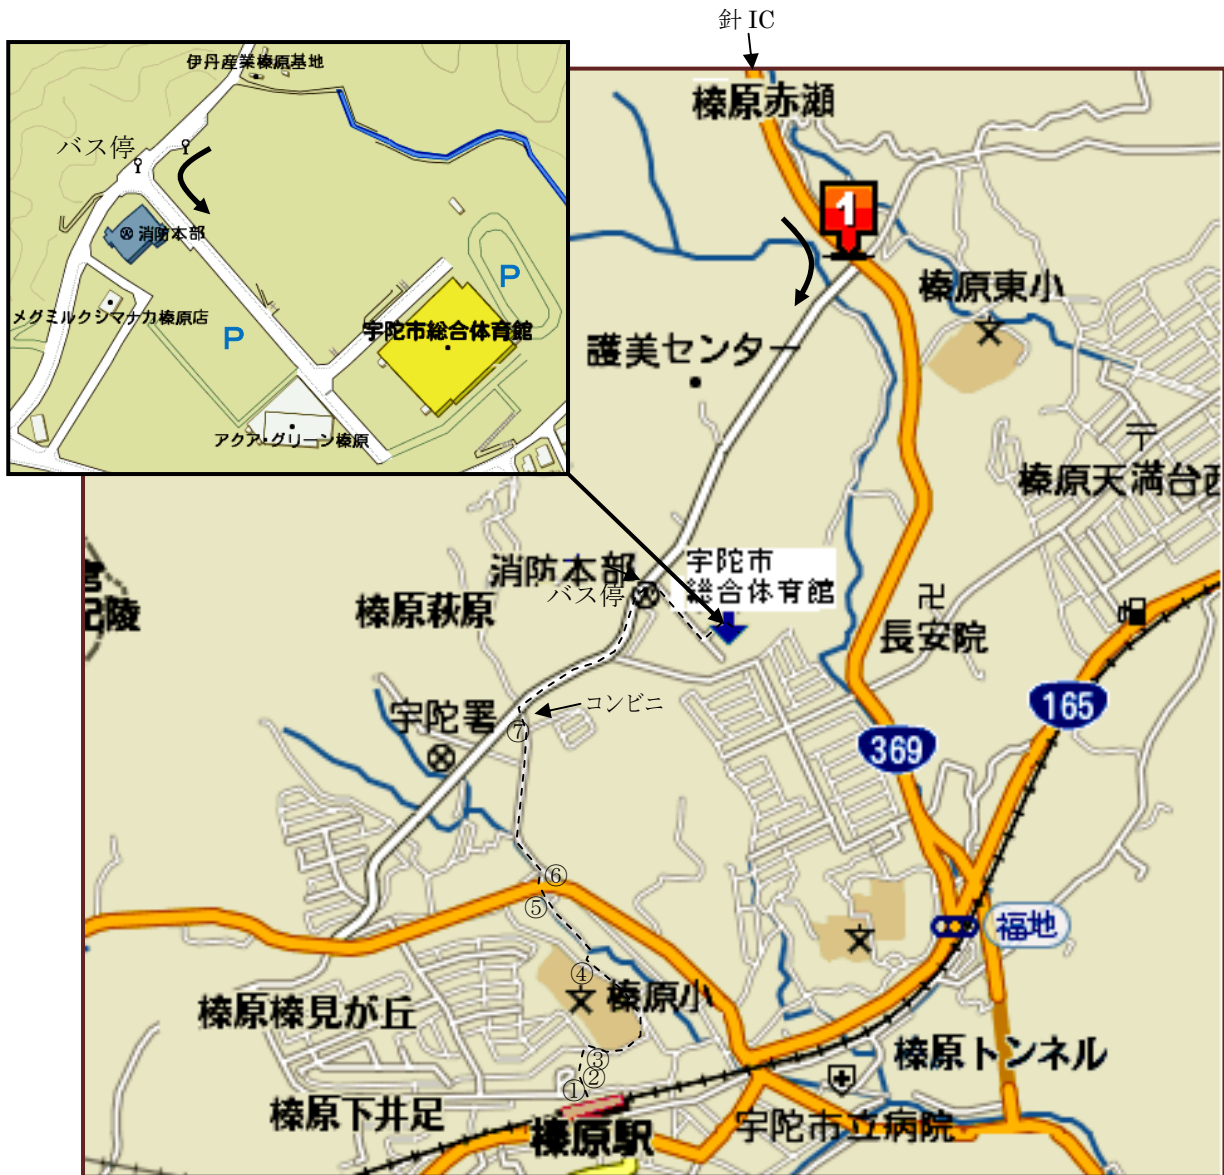 針 IC
伊丹産業榛原基地
バス停
消防本部
メグミルクシマナカ榛原店
P
P
宇陀市総合体育館
アクア・グリーン榛原
榛原赤瀬
1
榛原東小
護美センター
榛原天満台西
消防本部
バス停
宇陀市
総合体育館
榛原萩原
長安院
陵
コンビニ
宇陀署
165
369
⑦
⑥
⑤
④
福地
榛原小
榛原榛見が丘
③
②
①
榛原トンネル
榛原下井足
宇陀市立病院
榛原駅